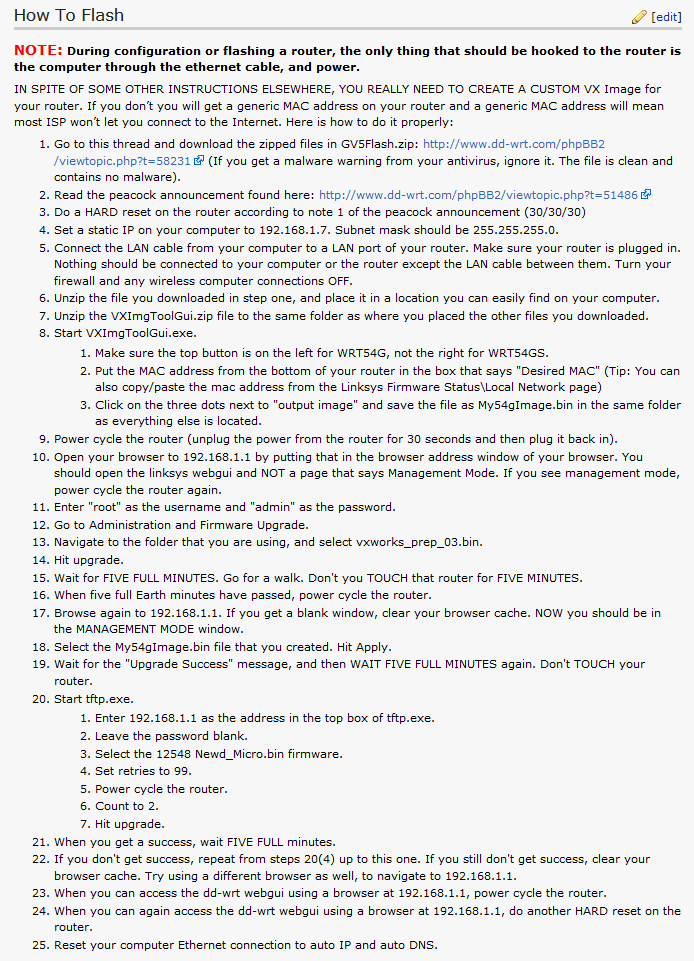 How To Flash
[edit]
NOTE: During configuration or flashing a router, the only thing that should be hooked to the router is
the computer through the ethernet cable, and power.
IN SPITE OF SOME OTHER INSTRUCTIONS ELSEWHERE, YOU REALLY NEED TO CREATE A CUSTOM VX Image for
your router. If you don't you will get a generic MAC address on your router and a generic MAC address will mean
most ISP won't let you connect to the Internet. Here is how to do it properly:
1. Go to this thread and download the zipped files in GV5Flash.zip: http://www.dd-wrt.com/phpBB2
/viewtopic.php?t=58231 (If you get a malware warning from your antivirus, ignore it. The file is clean and
contains no malware).
2. Read the peacock announcement found here: http://www.dd-wrt.com/phpBB2/viewtopic.php?t=51486
3. Do a HARD reset on the router according to note 1 of the peacock announcement (30/30/30)
4. Set a static IP on your computer to 192.168.1.7. Subnet mask should be 255.255.255.0.
5. Connect the LAN cable from your computer to a LAN port of your router. Make sure your router is plugged in.
Nothing should be connected to your computer or the router except the LAN cable between them. Turn your
firewall and any wireless computer connections OFF.
6. Unzip the file you downloaded in step one, and place it in a location you can easily find on your computer.
7. Unzip the VXImgToolGui.zip file to the same folder as where you placed the other files you downloaded.
8. Start VXImgToolGui.exe.
1. Make sure the top button is on the left for WRT54G, not the right for WRT54GS.
2. Put the MAC address from the bottom of your router in the box that says "Desired MAC" (Tip: You can
also copy/paste the mac address from the Linksys Firmware Status\Local Network page)
3. Click on the three dots next to "output image" and save the file as My54gImage.bin in the same folder
as everything else is located.
9. Power cycle the router (unplug the power from the router for 30 seconds and then plug it back in).
10. Open your browser to 192.168.1.1 by putting that in the browser address window of your browser. You
should open the linksys webgui and NOT a page that says Management Mode. If you see management mode,
power cycle the router again.
11. Enter "root" as the username and "admin" as the password.
12. Go to Administration and Firmware Upgrade.
13. Navigate to the folder that you are using, and select vxworks_prep_03.bin.
14. Hit upgrade.
15. Wait for FIVE FULL MINUTES. Go for a walk. Don't you TOUCH that router for FIVE MINUTES.
16. When five full Earth minutes have passed, power cycle the router.
17. Browse again to 192.168.1.1. If you get a blank window, clear your browser cache. NOW you should be in
the MANAGEMENT MODE window.
18. Select the My54gImage.bin file that you created. Hit Apply.
19. Wait for the "Upgrade Success" message, and then WAIT FIVE FULL MINUTES again. Don't TOUCH your
router.
20. Start tftp.exe.
1. Enter 192.168.1.1 as the address in the top box of tftp.exe.
2. Leave the password blank.
3. Select the 12548 Newd_Micro.bin firmware.
4. Set retries to 99.
5. Power cycle the router.
6. Count to 2.
7. Hit upgrade.
21. When you get a success, wait FIVE FULL minutes.
22. If you don't get success, repeat from steps 20(4) up to this one. If you still don't get success, clear your
browser cache. Try using a different browser as well, to navigate to 192.168.1.1.
23. When you can access the dd-wrt webgui using a browser at 192.168.1.1, power cycle the router.
24. When you can again access the dd-wrt webgui using a browser at 192.168.1.1, do another HARD reset on the
router.
25. Reset your computer Ethernet connection to auto IP and auto DNS.